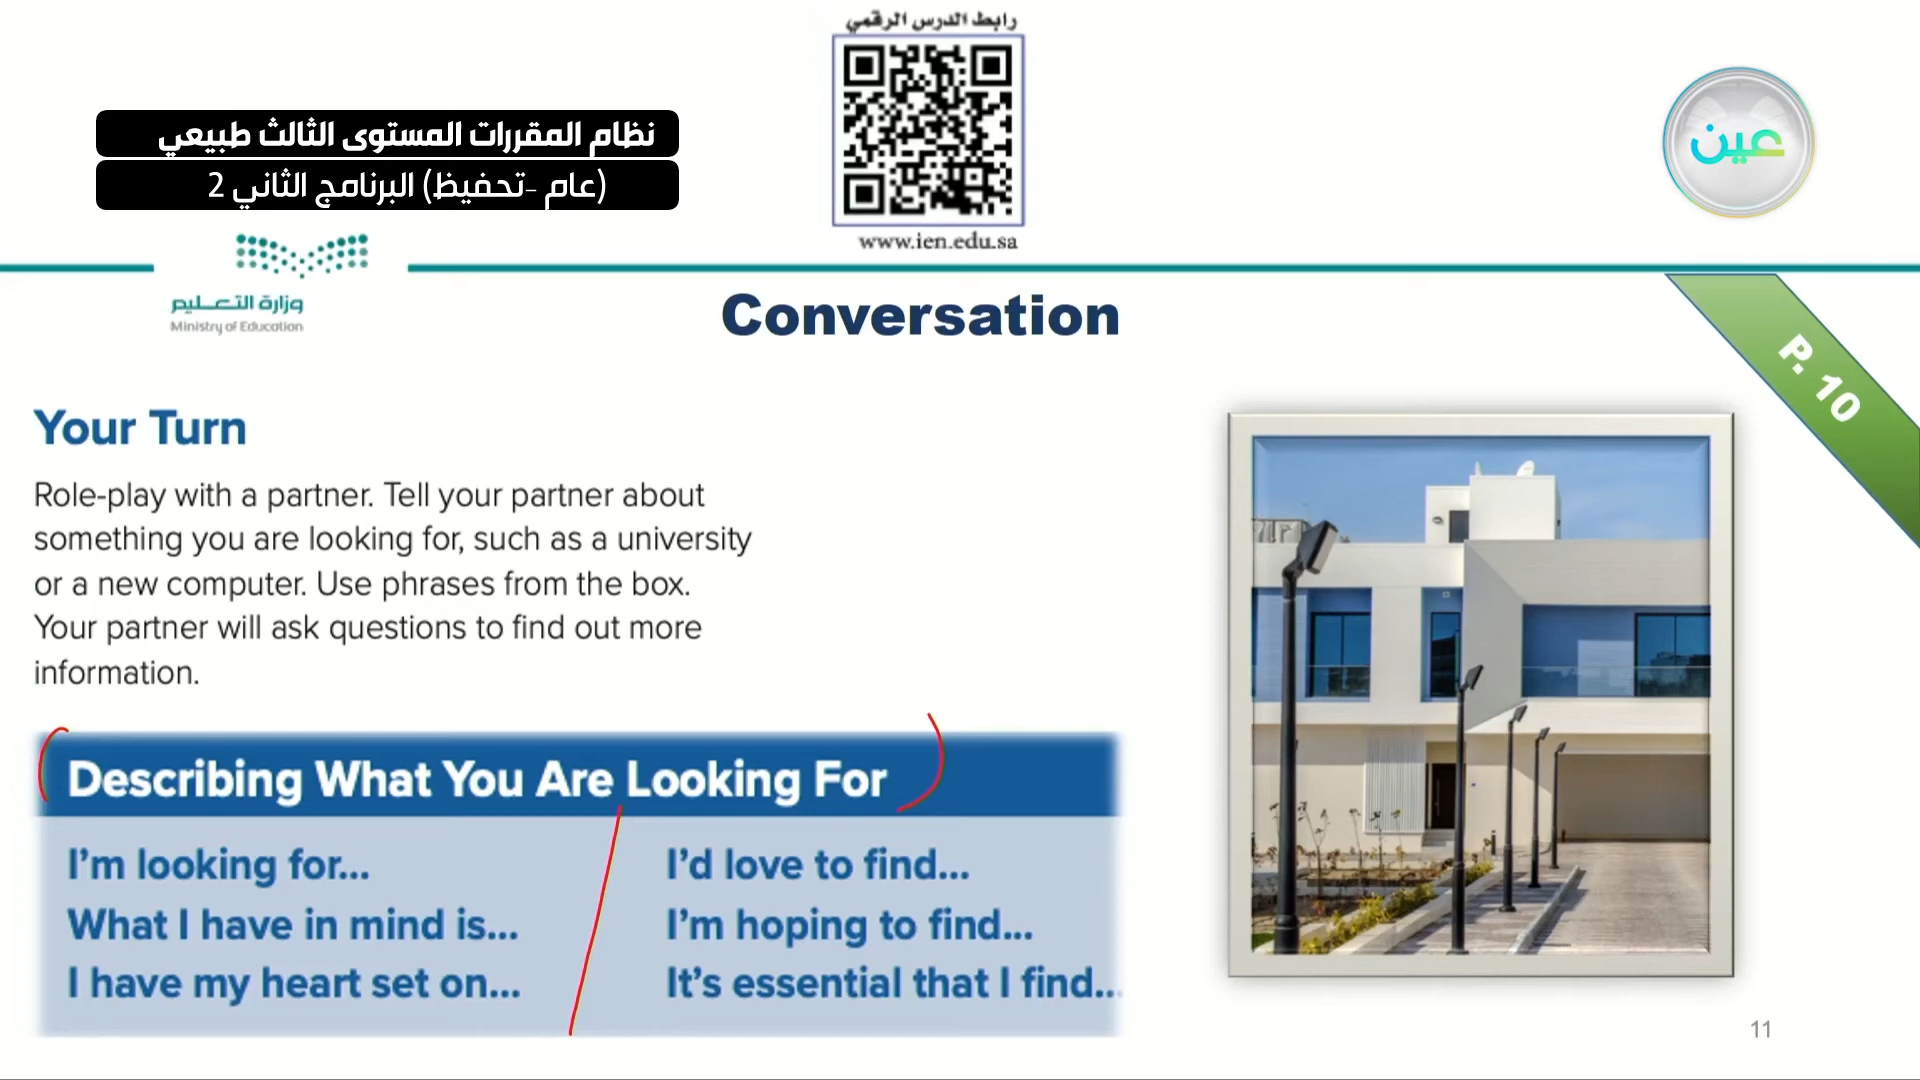 رابط الدرس الرقمي
نظام المقررات المستوى الثالث طبيعي
(عام -تحفيظ) البرنامج الثاني 2
عين
www.ien.edu.sa
وزارة التعليم
Ministry of Education
Conversation
P. 10
Your Turn
Role-play with a partner. Tell your partner about
something you are looking for, such as a university
or a new computer. Use phrases from the box.
Your partner will ask questions to find out more
information.
Describing What You Are Looking For
I'm looking for...
What I have in mind is...
I have my heart set on...
I'd love to find...
I'm hoping to find...
It's essential that I find...
11